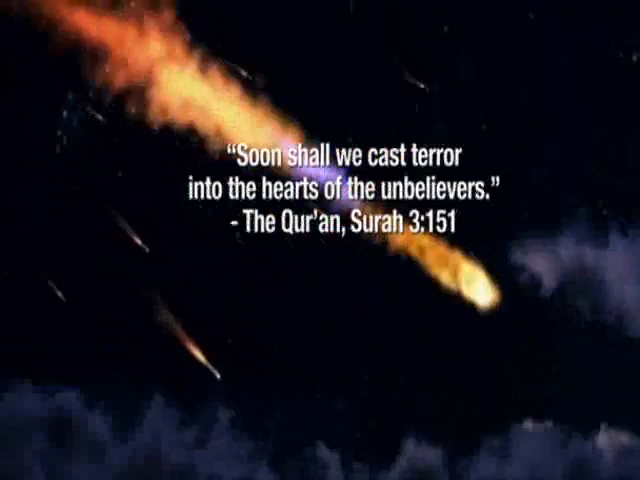 “Soon shall we cast terror
into the hearts of the unbelievers.”
- The Qur’an, Surah 3:151